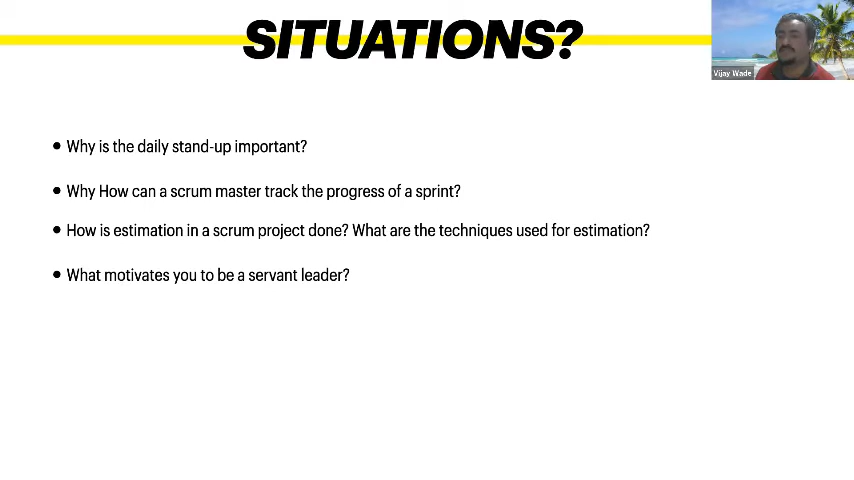 SITUATIONS?
Vijay Wade
• Why is the daily stand-up important?
• Why How can a scrum master track the progress of a sprint?
• How is estimation in a scrum project done? What are the techniques used for estimation?
• What motivates you to be a servant leader?